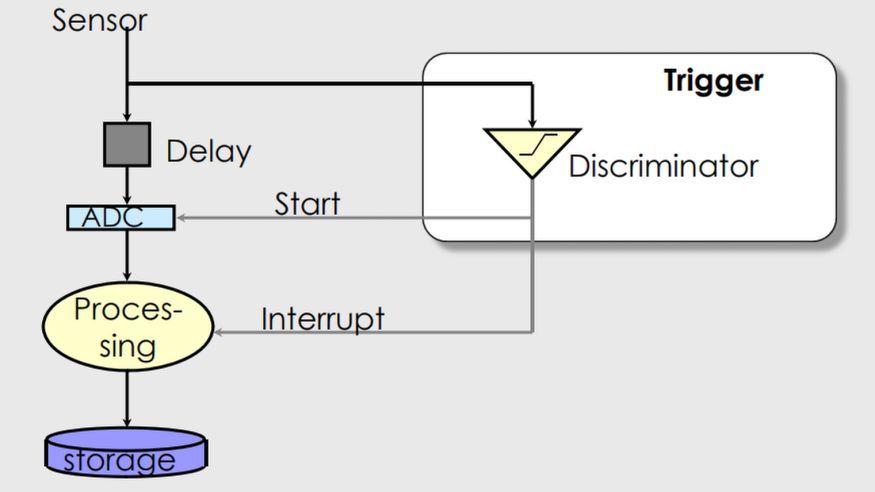 Sensor
Trigger
Delay
Discriminator
Start
ADC
Proces-
sing
Interrupt
storage